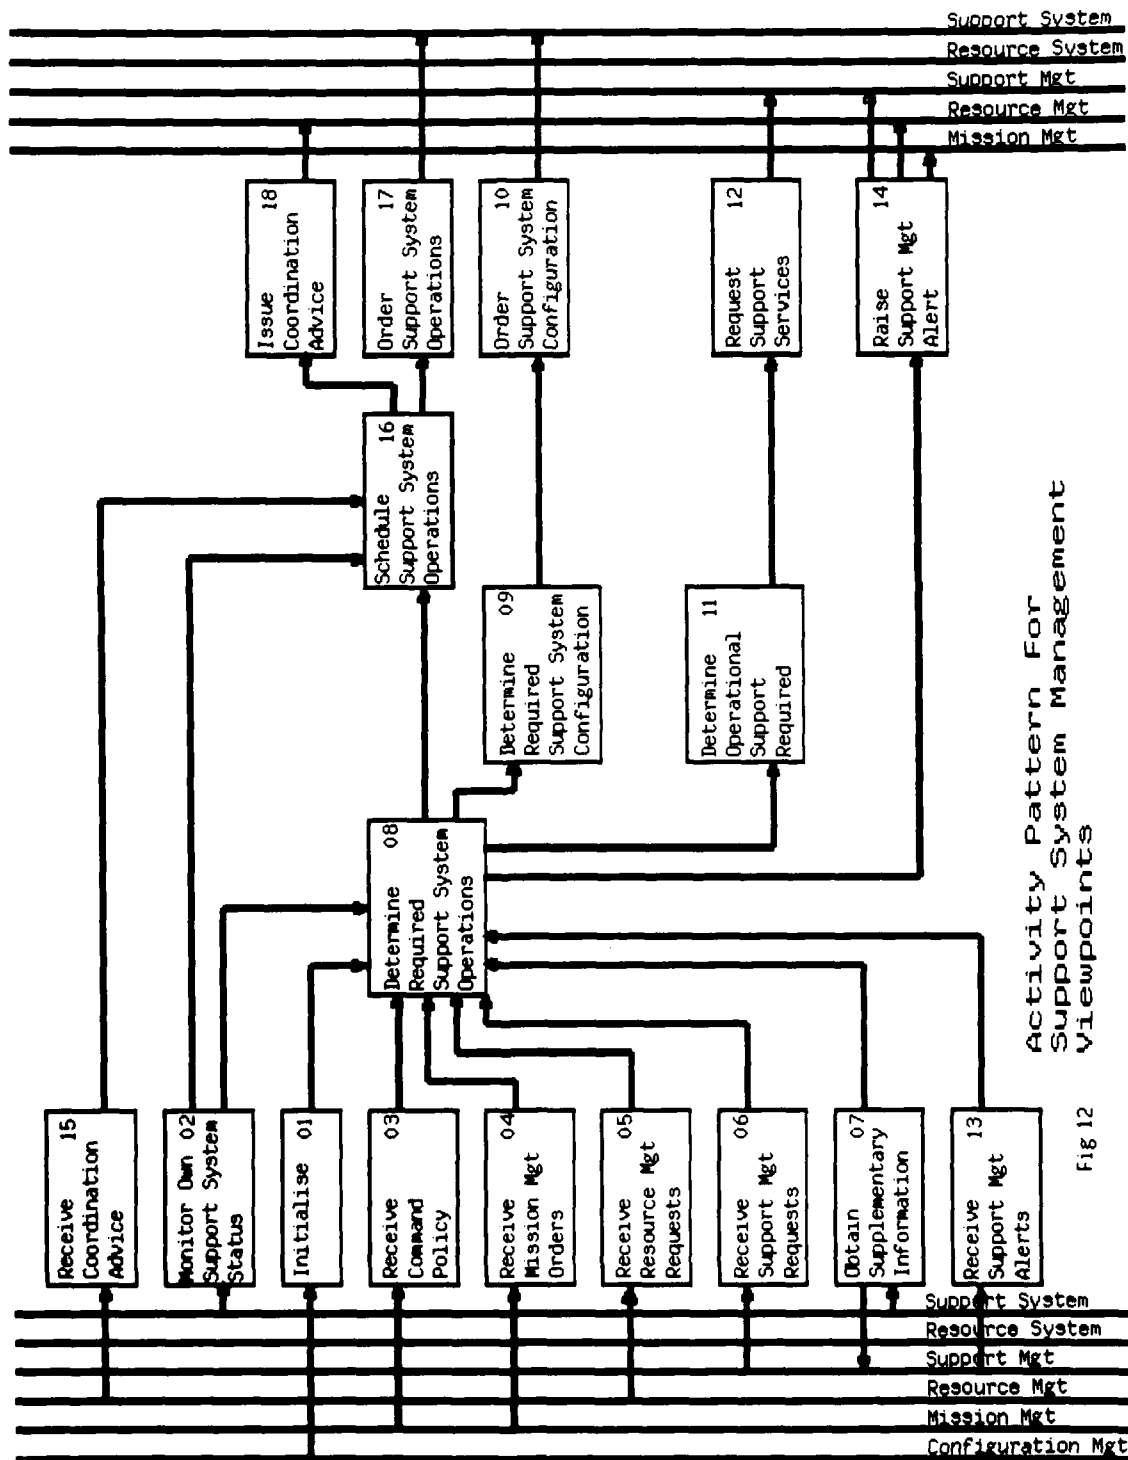 Support System
Resource System
Support Mgt
Resource Mgt
Mission Mgt
Issue 18
Coordination
Advice
Order 17
Support System
Operations
Order 10
Support System
Configuration
Request 12
Support
Services
Raise 14
Support Mgt
Alert
Schedule 16
Support System
Operations
Determine 09
Required
Support System
Configuration
Determine 11
Operational
Support
Required
Determine 08
Required
Support System
Operations
Receive 15
Coordination
Advice
Monitor Own 02
Support System
Status
Initialise 01
Receive 03
Command
Policy
Receive 04
Mission Mgt
Orders
Receive 05
Resource Mgt
Requests
Receive 06
Support Mgt
Requests
Obtain 07
Supplementary
Information
Receive 13
Support Mgt
Alerts
Support System
Resource System
Support Mgt
Resource Mgt
Mission Mgt
Configuration Mgt
Fig 12
Activity Pattern For
Support System Management
Viewpoints